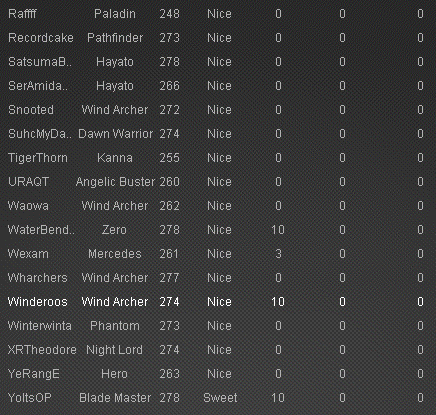 Raffff Paladin 248 Nice 0 0 0
Recordcake Pathfinder 273 Nice 0 0 0
SatsumaB.. Hayato 278 Nice 0 0 0
SerAmida.. Hayato 266 Nice 0 0 0
Snooted Wind Archer 272 Nice 0 0 0
SuhcMyDa.. Dawn Warrior 274 Nice 0 0 0
TigerThorn Kanna 255 Nice 0 0 0
URAQT Angelic Buster 260 Nice 0 0 0
Waowa Wind Archer 262 Nice 0 0 0
WaterBend.. Zero 278 Nice 10 0 0
Wexam Mercedes 261 Nice 3 0 0
Wharchers Wind Archer 277 Nice 0 0 0
Winderoos Wind Archer 274 Nice 10 0 0
Winterwinta Phantom 273 Nice 0 0 0
XRTheodore Night Lord 274 Nice 0 0 0
YeRangE Hero 263 Nice 0 0 0
YoltsOP Blade Master 278 Sweet 10 0 0